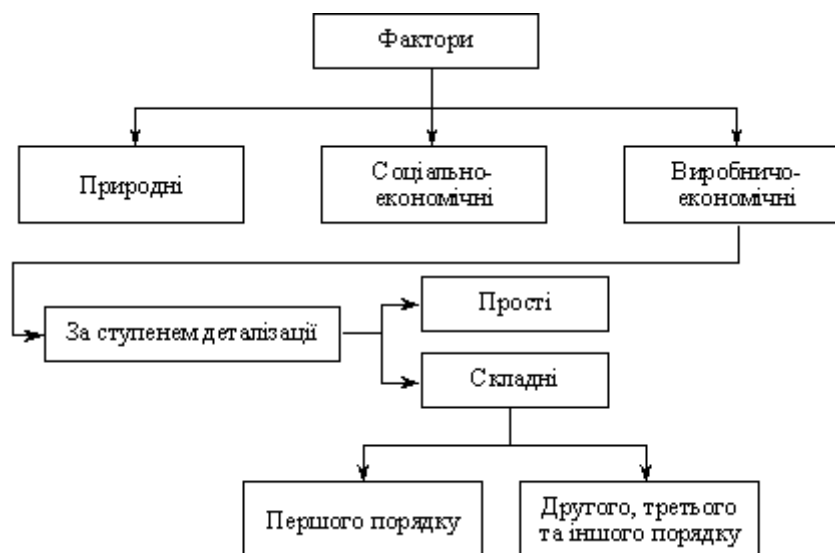 Фактори
Природні
Соціально-
економічні
Виробничо-
економічні
За ступенем деталізації
Прості
Складні
Першого порядку
Другого, третього
та іншого порядку